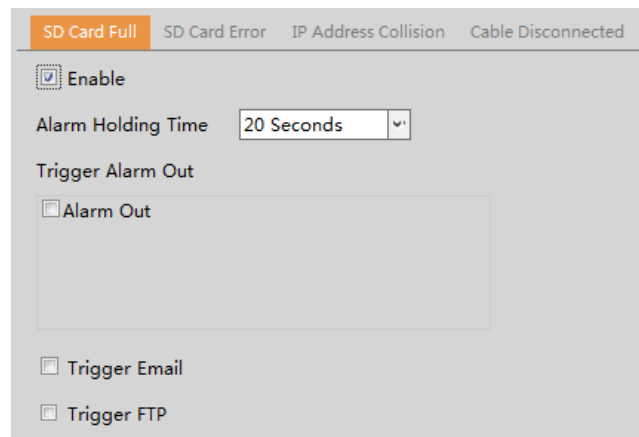 SD Card Full SD Card Error IP Address Collision Cable Disconnected
Enable
Alarm Holding Time 20 Seconds
Trigger Alarm Out
Alarm Out
Trigger Email
Trigger FTP